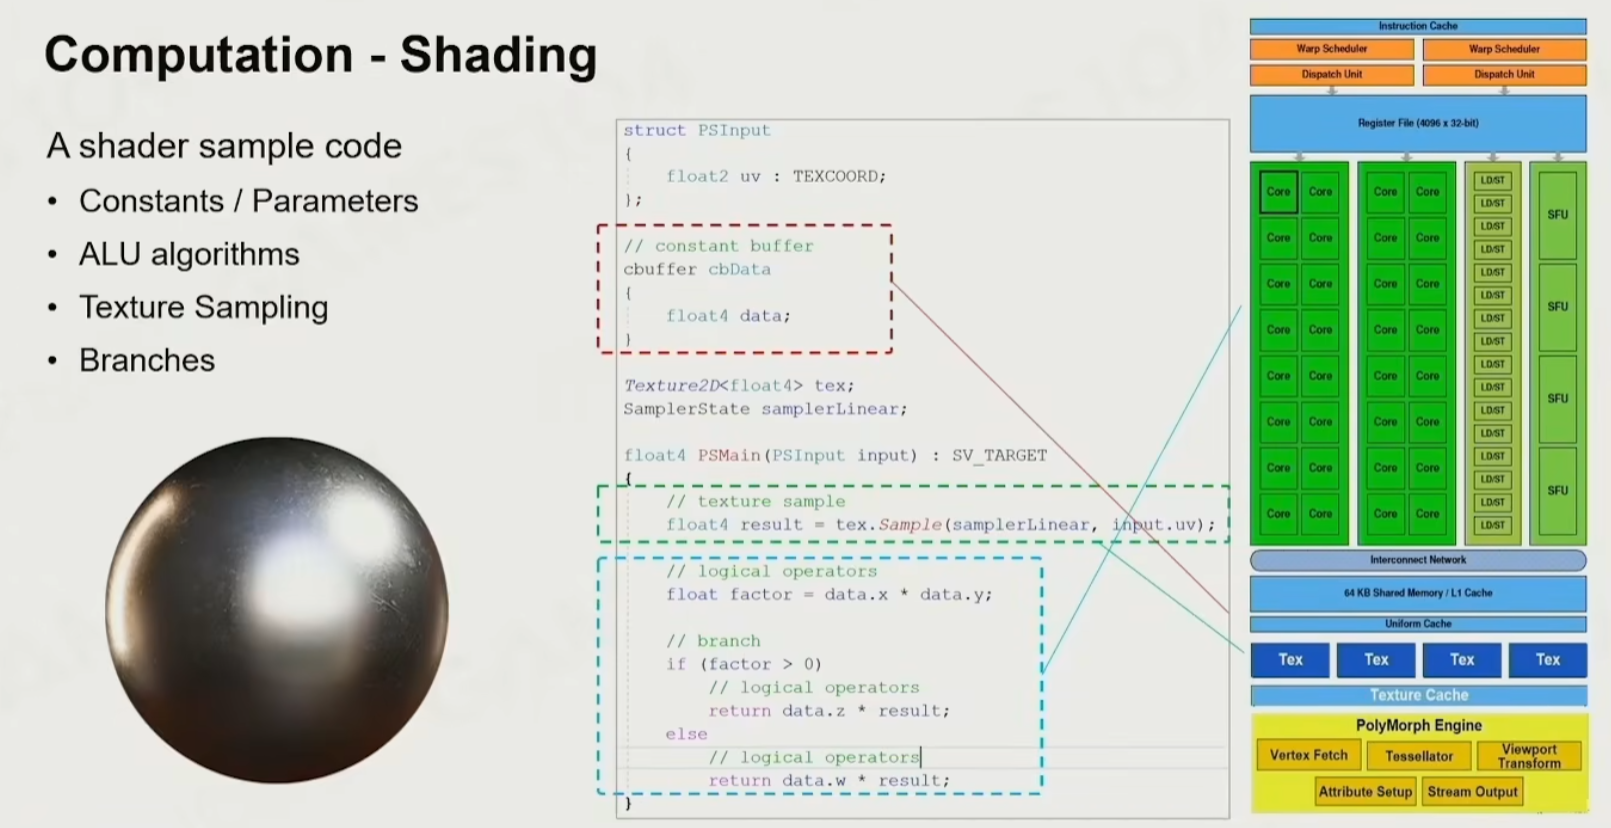 Computation - Shading
A shader sample code
• Constants / Parameters
• ALU algorithms
• Texture Sampling
• Branches
struct PSInput
{
float2 uv : TEXCOORD;
};
// constant buffer
cbuffer cbData
{
float4 data;
}
Texture2D<float4> tex;
SamplerState samplerLinear;
float4 PSMain(PSInput input) : SV_TARGET
{
// texture sample
float4 result = tex.Sample(samplerLinear, input.uv);
// logical operators
float factor = data.x * data.y;
// branch
if (factor > 0)
// logical operators
return data.z * result;
else
// logical operators
return data.w * result;
}
Instruction Cache
Warp Scheduler Warp Scheduler
Dispatch Unit Dispatch Unit
Register File (4096 x 32-bit)
Core Core Core Core LD/ST
LD/ST SFU
Core Core Core Core LD/ST
LD/ST
Core Core Core Core LD/ST
LD/ST SFU
Core Core Core Core LD/ST
LD/ST
Core Core Core Core LD/ST
LD/ST SFU
Core Core Core Core LD/ST
LD/ST
Core Core Core Core LD/ST
LD/ST SFU
Core Core Core Core LD/ST
LD/ST
Interconnect Network
64 KB Shared Memory / L1 Cache
Uniform Cache
Tex Tex Tex Tex
Texture Cache
PolyMorph Engine
Vertex Fetch Tessellator Viewport Transform
Attribute Setup Stream Output